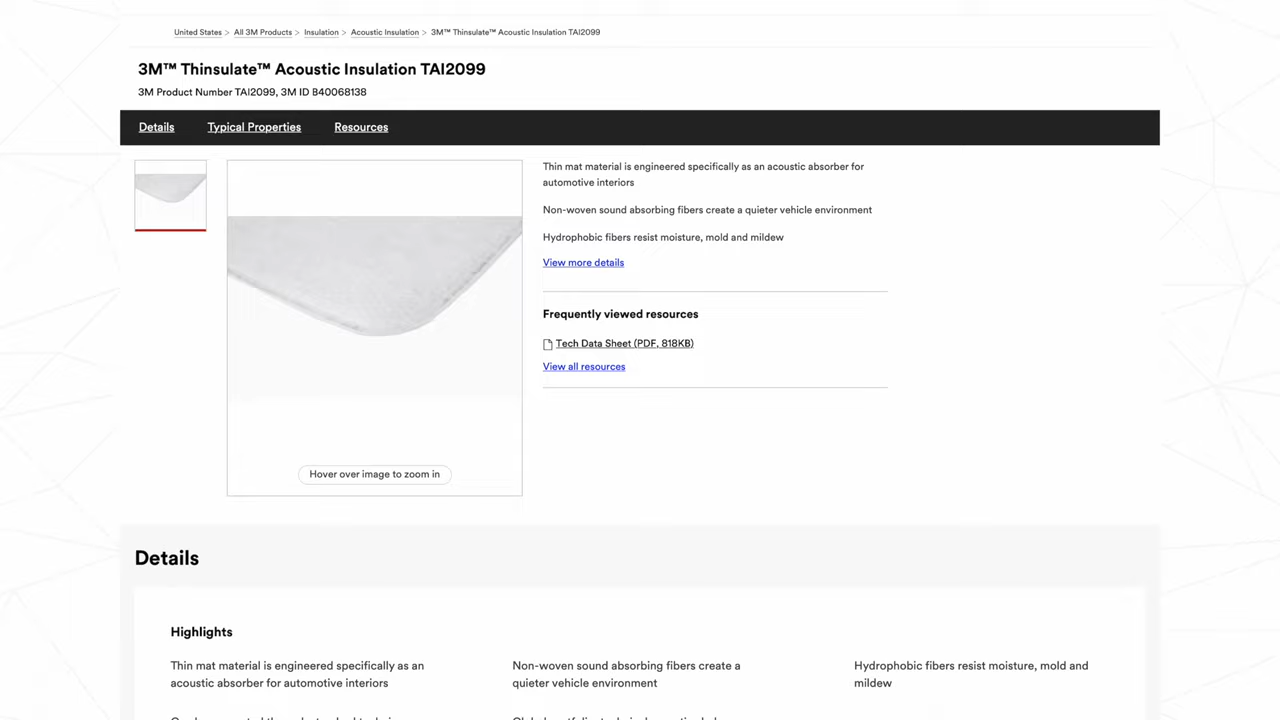 United States > All 3M Products > Insulation > Acoustic Insulation > 3M™ Thinsulate™ Acoustic Insulation TAI2099
3M™ Thinsulate™ Acoustic Insulation TAI2099
3M Product Number TAI2099, 3M ID B40068138
Details Typical Properties Resources
Thin mat material is engineered specifically as an acoustic absorber for
automotive interiors
Non-woven sound absorbing fibers create a quieter vehicle environment
Hydrophobic fibers resist moisture, mold and mildew
View more details
Frequently viewed resources
Tech Data Sheet (PDF, 818KB)
View all resources
Hover over image to zoom in
Details
Highlights
Thin mat material is engineered specifically as an
acoustic absorber for automotive interiors
Non-woven sound absorbing fibers create a
quieter vehicle environment
Hydrophobic fibers resist moisture, mold and
mildew